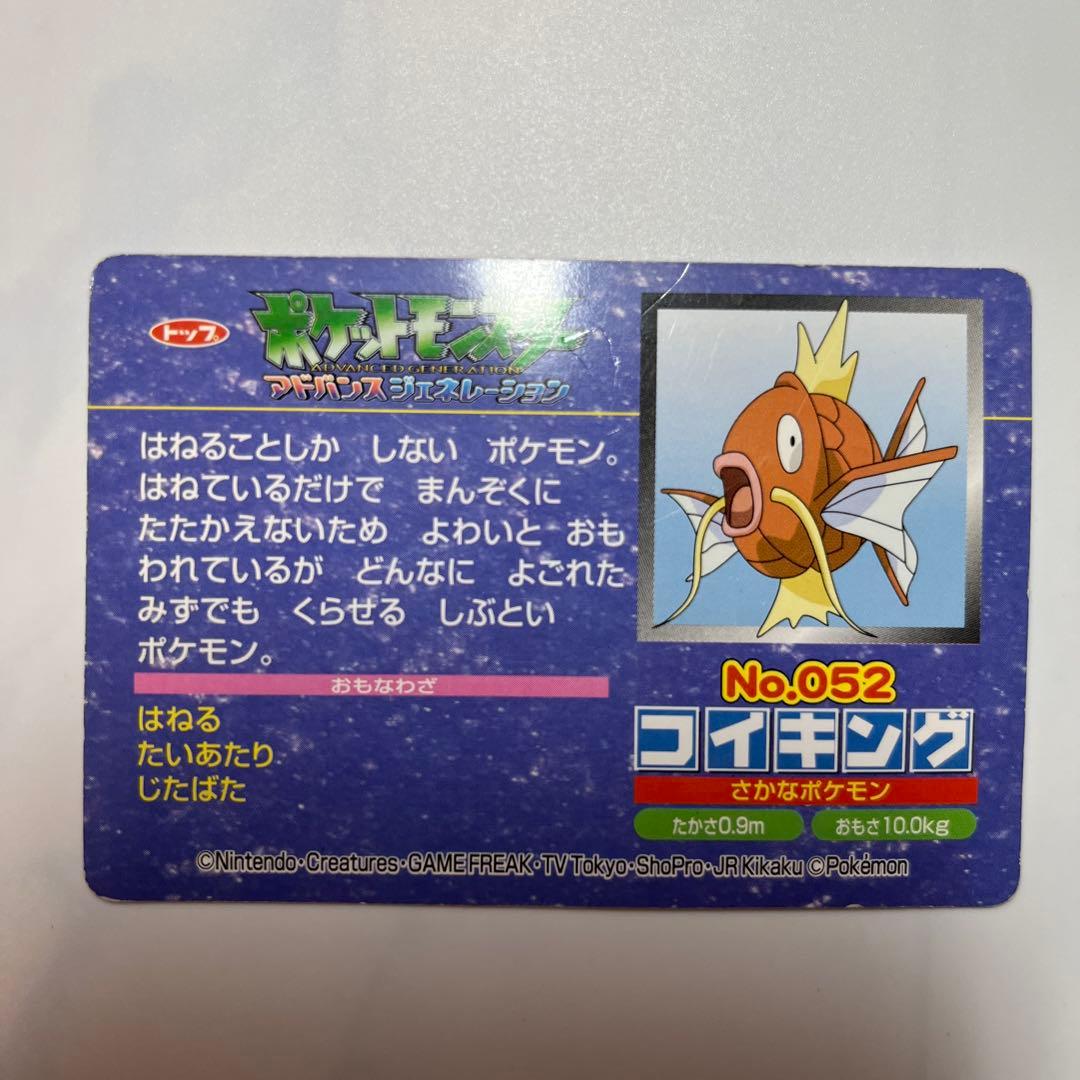 トップ。
ポケットモンスター
ADVANCED GENERATION
アドバンスジェネレーション
はねることしか しない ポケモン。
はねているだけで まんぞくに
たたかえないため よわいと おも
われているが どんなに よごれた
みずでも くらせる しぶとい
ポケモン。
おもなわざ
はねる
たいあたり
じたばた
No.052
コイキング
さかなポケモン
たかさ0.9m
おもさ10.0kg
©Nintendo・Creatures・GAME FREAK・TV Tokyo・ShoPro・JR Kikaku ©Pokémon